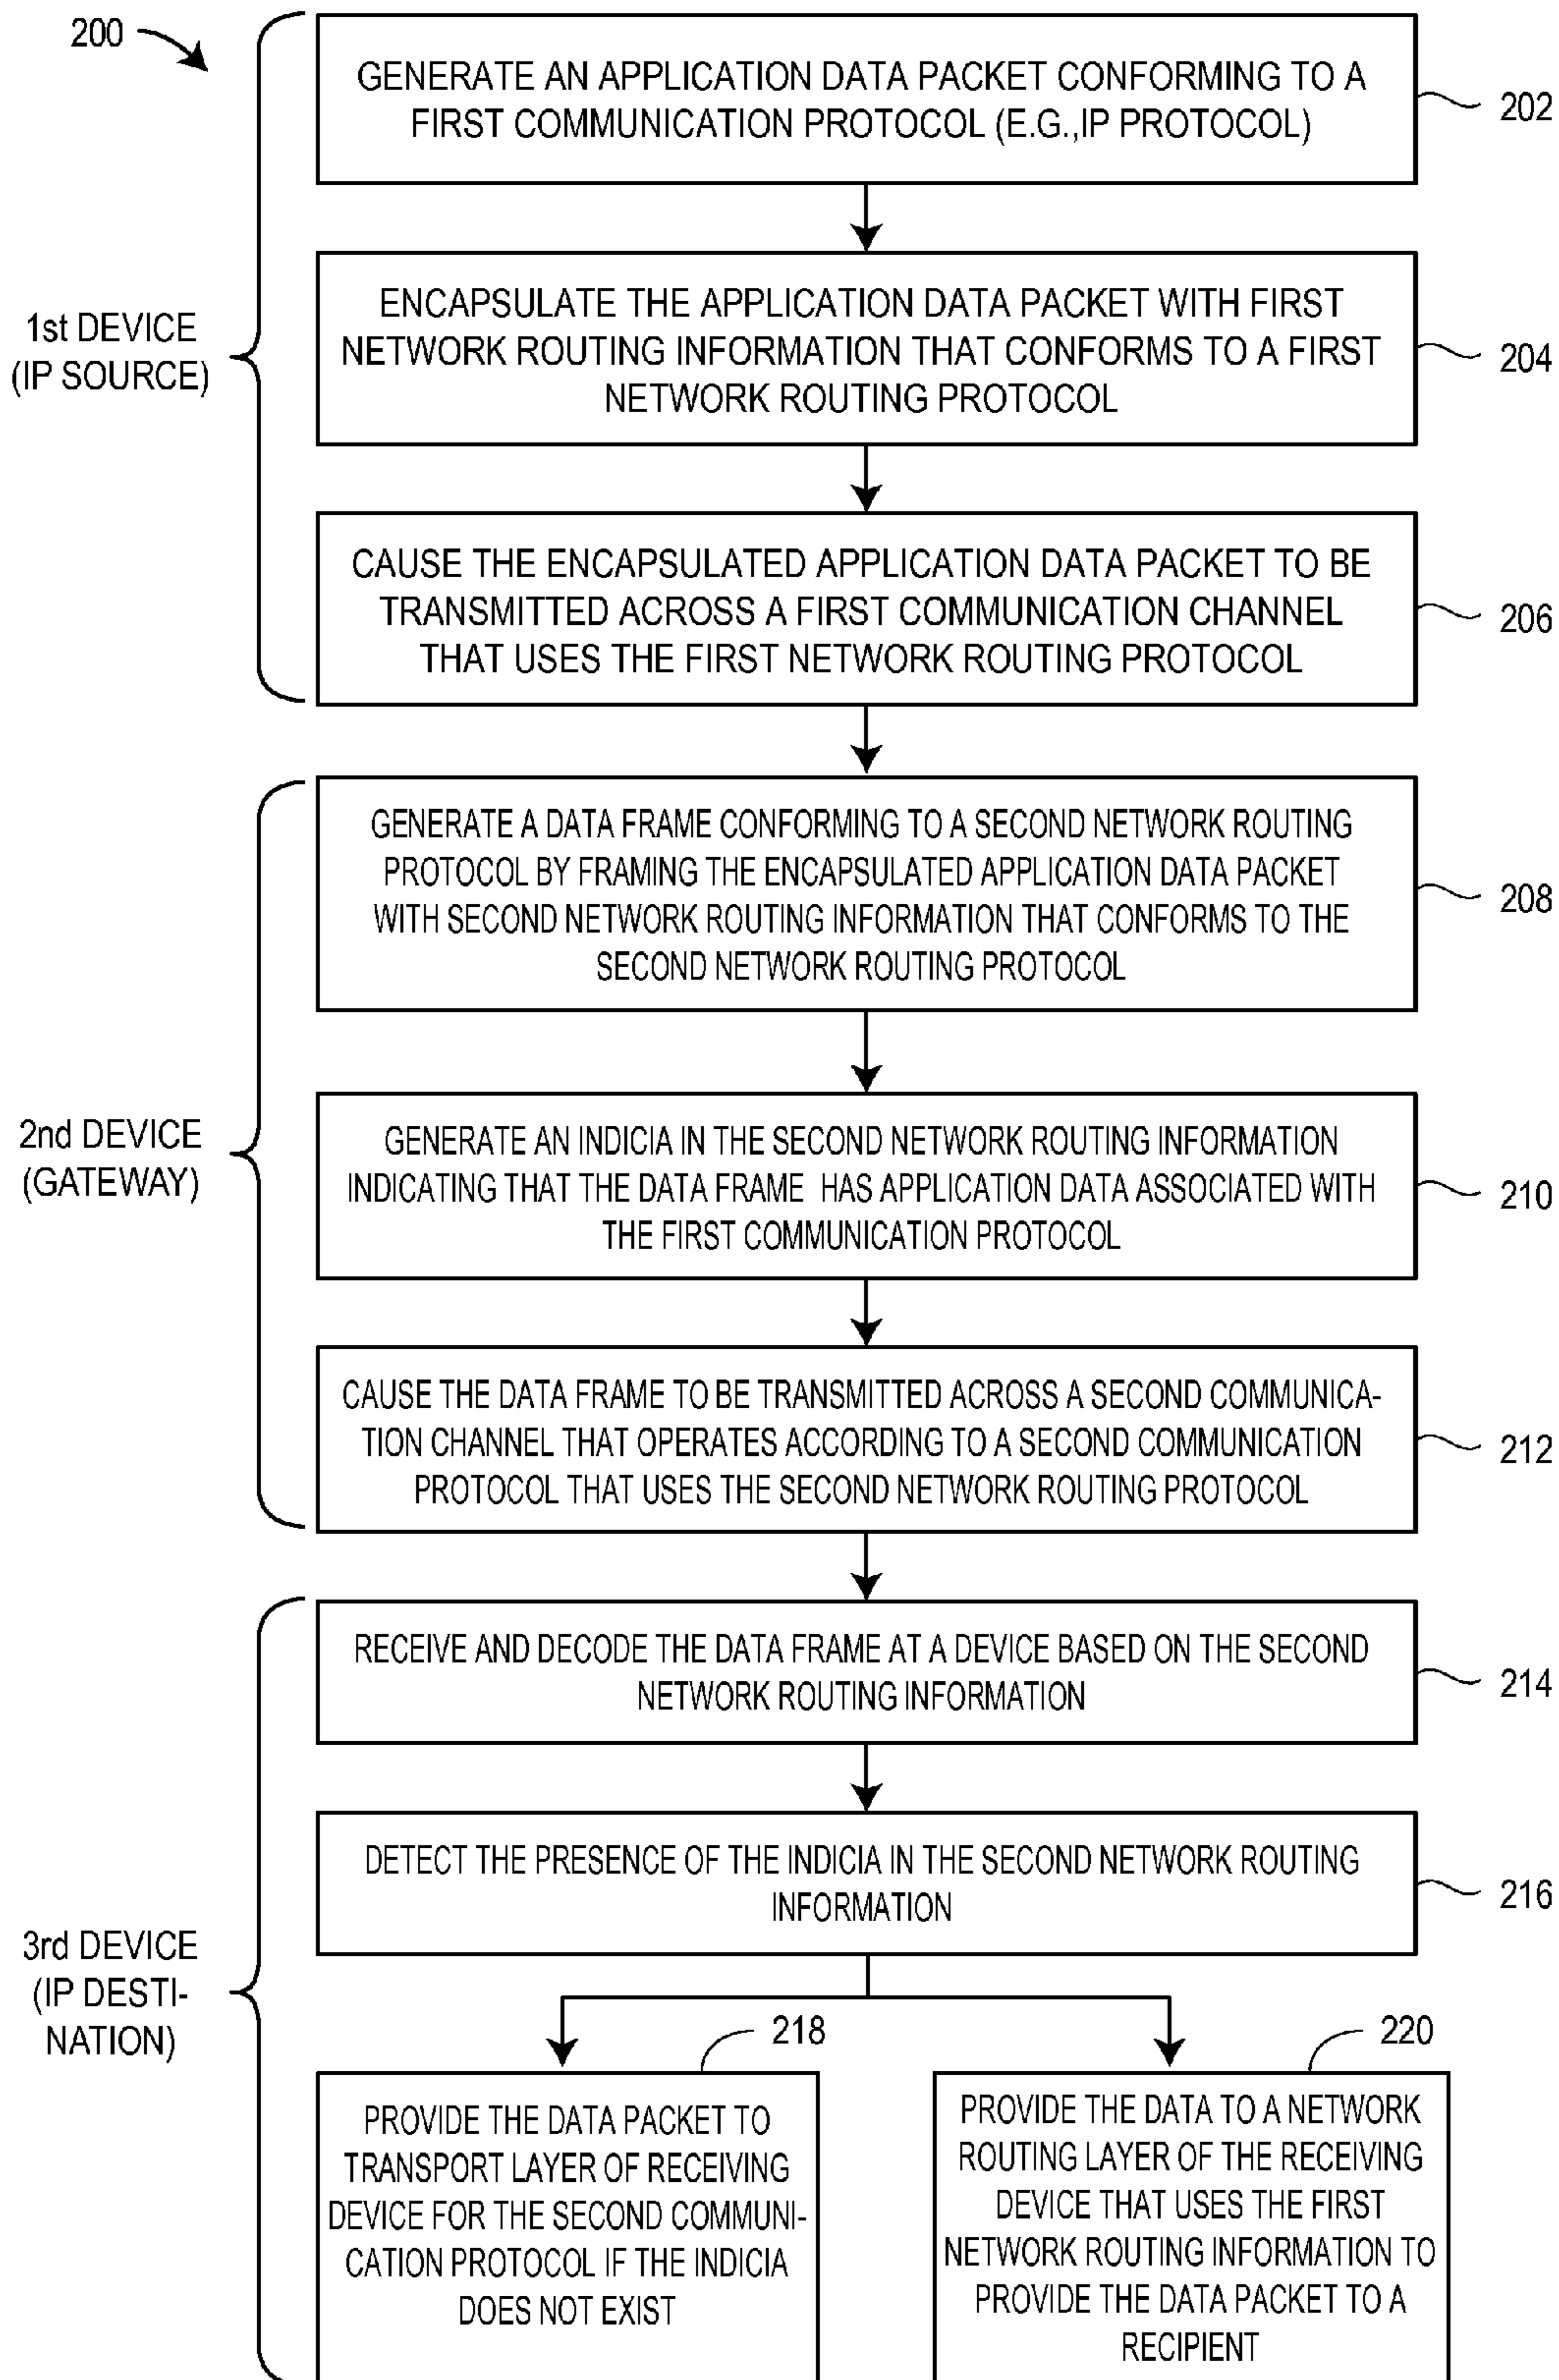 200
GENERATE AN APPLICATION DATA PACKET CONFORMING TO A
FIRST COMMUNICATION PROTOCOL (E.G.,IP PROTOCOL)
202
ENCAPSULATE THE APPLICATION DATA PACKET WITH FIRST
NETWORK ROUTING INFORMATION THAT CONFORMS TO A FIRST
NETWORK ROUTING PROTOCOL
204
1st DEVICE
(IP SOURCE)
CAUSE THE ENCAPSULATED APPLICATION DATA PACKET TO BE
TRANSMITTED ACROSS A FIRST COMMUNICATION CHANNEL
THAT USES THE FIRST NETWORK ROUTING PROTOCOL
206
GENERATE A DATA FRAME CONFORMING TO A SECOND NETWORK ROUTING
PROTOCOL BY FRAMING THE ENCAPSULATED APPLICATION DATA PACKET
WITH SECOND NETWORK ROUTING INFORMATION THAT CONFORMS TO THE
SECOND NETWORK ROUTING PROTOCOL
208
2nd DEVICE
(GATEWAY)
GENERATE AN INDICIA IN THE SECOND NETWORK ROUTING INFORMATION
INDICATING THAT THE DATA FRAME HAS APPLICATION DATA ASSOCIATED WITH
THE FIRST COMMUNICATION PROTOCOL
210
CAUSE THE DATA FRAME TO BE TRANSMITTED ACROSS A SECOND COMMUNICA-
TION CHANNEL THAT OPERATES ACCORDING TO A SECOND COMMUNICATION
PROTOCOL THAT USES THE SECOND NETWORK ROUTING PROTOCOL
212
RECEIVE AND DECODE THE DATA FRAME AT A DEVICE BASED ON THE SECOND
NETWORK ROUTING INFORMATION
214
DETECT THE PRESENCE OF THE INDICIA IN THE SECOND NETWORK ROUTING
INFORMATION
216
3rd DEVICE
(IP DESTI-
NATION)
218
PROVIDE THE DATA PACKET TO
TRANSPORT LAYER OF RECEIVING
DEVICE FOR THE SECOND COMMUNI-
CATION PROTOCOL IF THE INDICIA
DOES NOT EXIST
220
PROVIDE THE DATA TO A NETWORK
ROUTING LAYER OF THE RECEIVING
DEVICE THAT USES THE FIRST
NETWORK ROUTING INFORMATION TO
PROVIDE THE DATA PACKET TO A
RECIPIENT